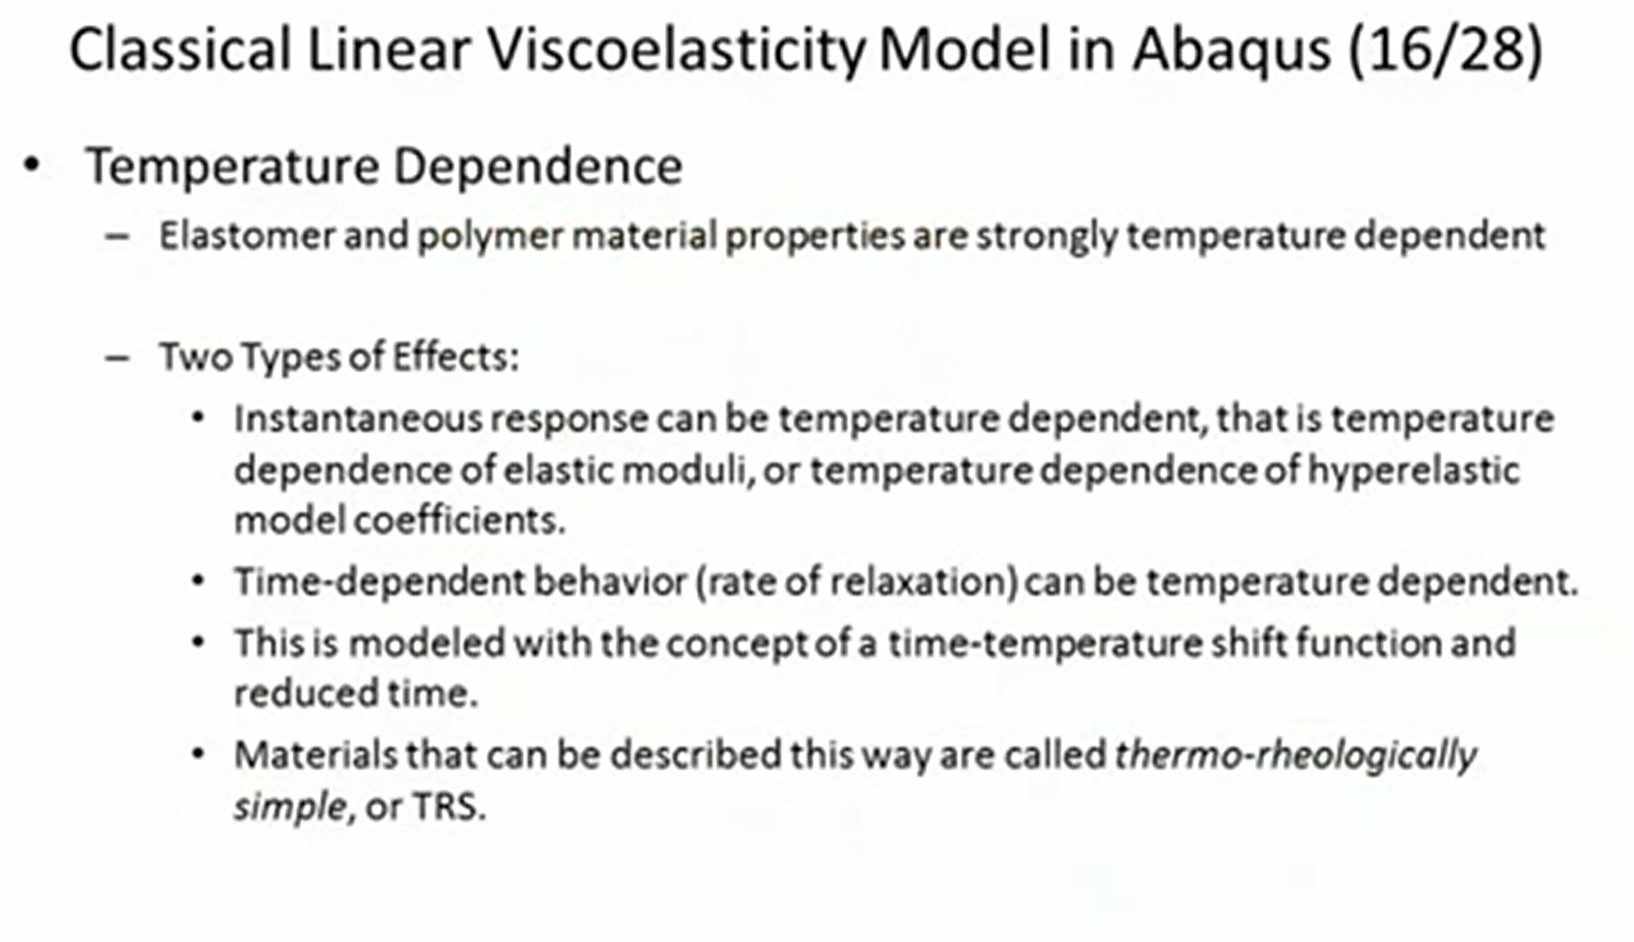 Classical Linear Viscoelasticity Model in Abaqus (16/28)
• Temperature Dependence
– Elastomer and polymer material properties are strongly temperature dependent
– Two Types of Effects:
• Instantaneous response can be temperature dependent, that is temperature
dependence of elastic moduli, or temperature dependence of hyperelastic
model coefficients.
• Time-dependent behavior (rate of relaxation) can be temperature dependent.
• This is modeled with the concept of a time-temperature shift function and
reduced time.
• Materials that can be described this way are called thermo-rheologically
simple, or TRS.